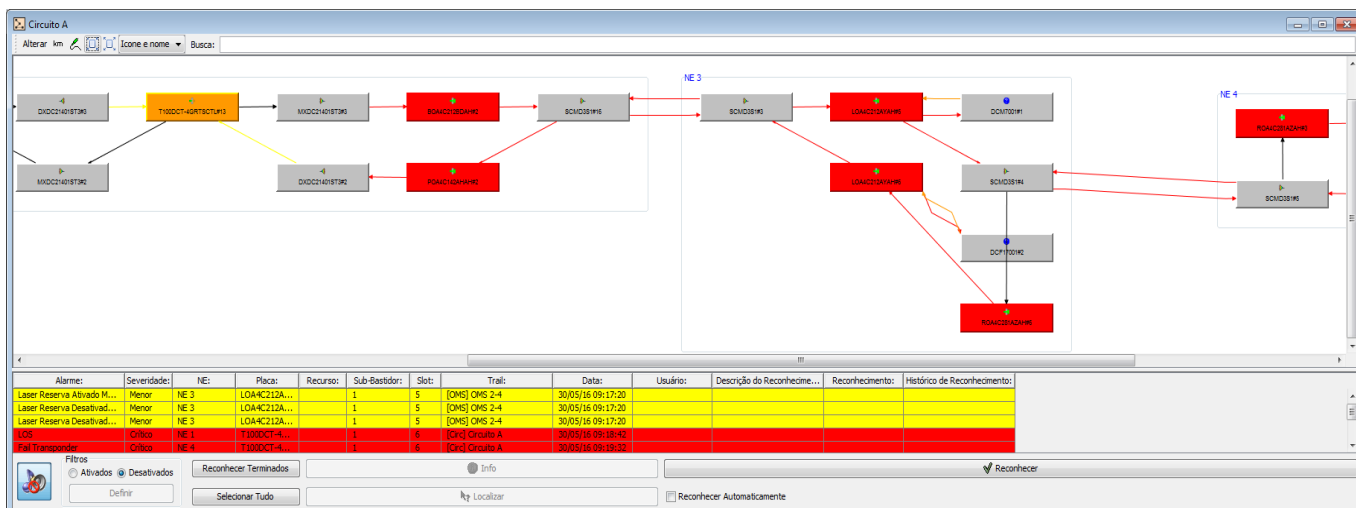 Circuito A
Alterar km Icone e nome Busca:
NE 3
NE 4
DXDC21401ST3#3 T100DCT-4GRTSCTL#13 MXDC21401ST3#3 SCMD3S1#16 SCMD3S1#3 LOA4C212AYAH#5 DCM7001#1
MXDC21401ST3#2 DXDC21401ST3#2 LOA4C212AYAH#6 SCMD3S1#4
SCMD3S1#5
DCF17001#2
Alarme: Severidade: NE: Placa: Recurso: Sub-Bastidor: Slot: Trail: Data: Usuário: Descrição do Reconhecime... Reconhecimento: Histórico de Reconhecimento:
Laser Reserva Ativado M... Menor NE 3 LOA4C212A... 1 5 [OMS] OMS 2-4 30/05/16 09:17:20
Laser Reserva Desativad... Menor NE 3 LOA4C212A... 1 5 [OMS] OMS 2-4 30/05/16 09:17:20
Laser Reserva Desativad... Menor NE 3 LOA4C212A... 1 5 [OMS] OMS 2-4 30/05/16 09:17:20
LOS Crítico NE 1 T100DCT-4... 1 6 [Circ] Circuito A 30/05/16 09:18:42
Fail Transponder Crítico NE 4 T100DCT-4... 1 6 [Circ] Circuito A 30/05/16 09:19:32
Filtros
Ativados Desativados Reconhecer Terminados Info Reconhecer
Definir Selecionar Tudo Localizar Reconhecer Automaticamente